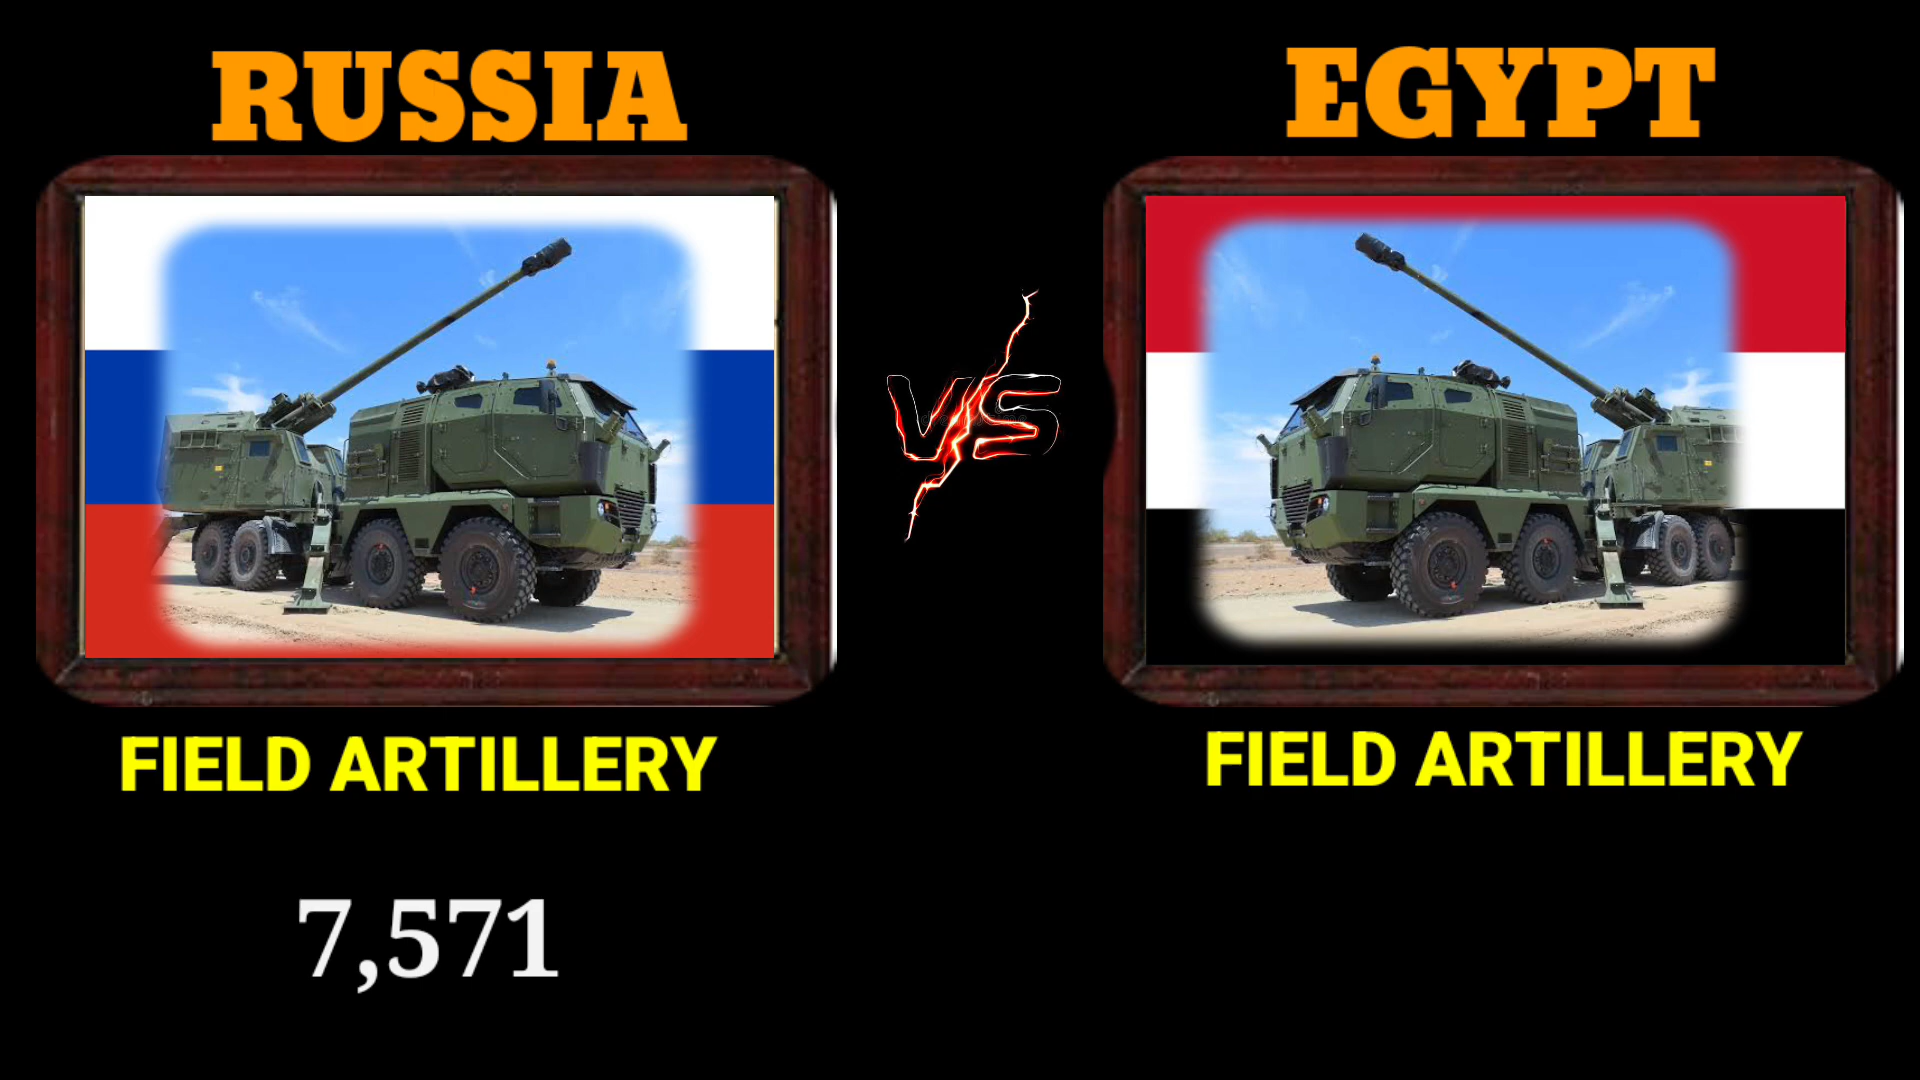 RUSSIA
EGYPT
VS
FIELD ARTILLERY
FIELD ARTILLERY
7,571